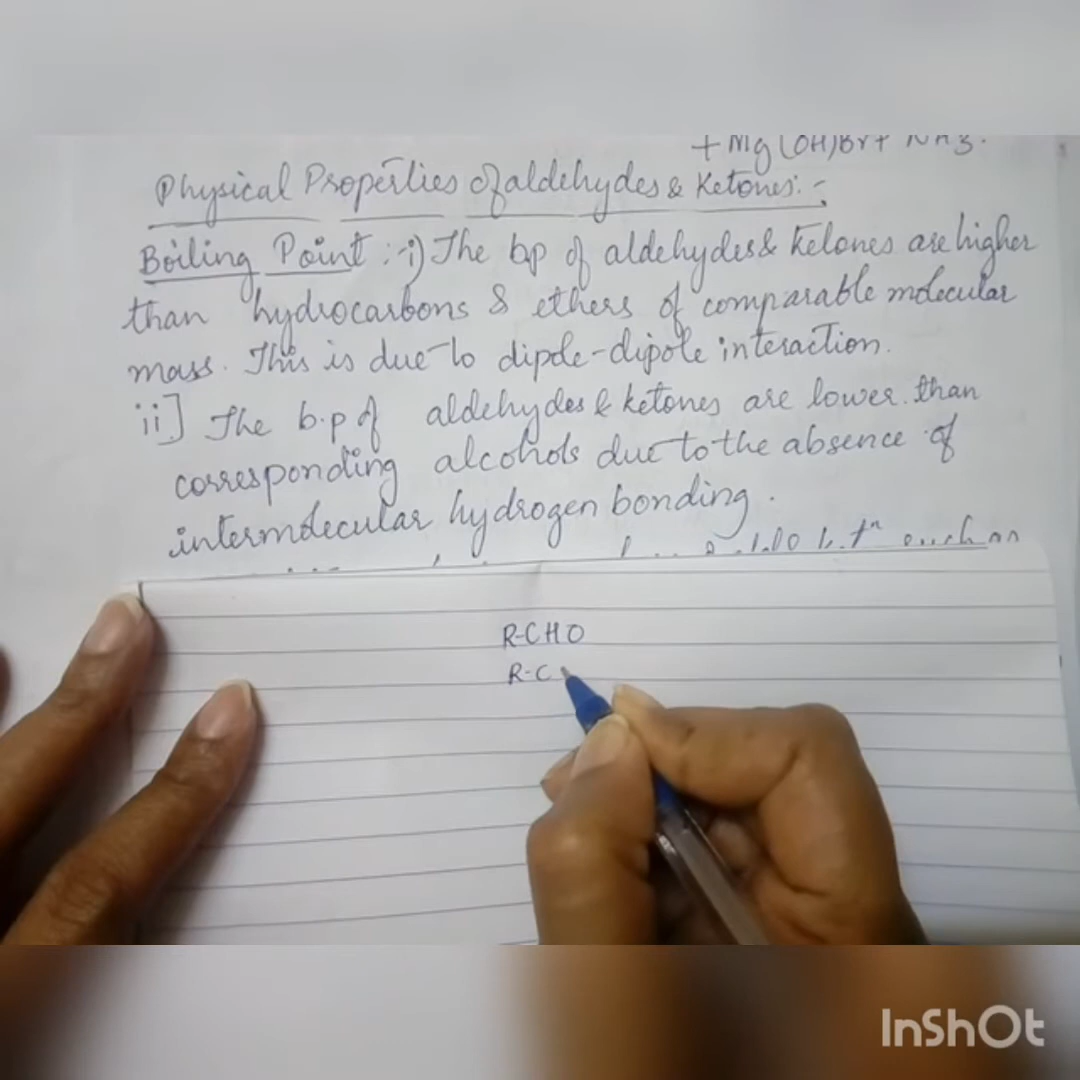 + Mg(OH)Br + NH3.
Physical Properties of aldehydes & Ketones :-
Boiling Point :- i) The bp of aldehydes & Ketones are higher
than hydrocarbons & ethers of comparable molecular
mass. This is due to dipole-dipole interaction.
ii] The b.p of aldehydes & ketones are lower than
corresponding alcohols due to the absence of
intermolecular hydrogen bonding.
such as
R-CHO
R-C
InShOt